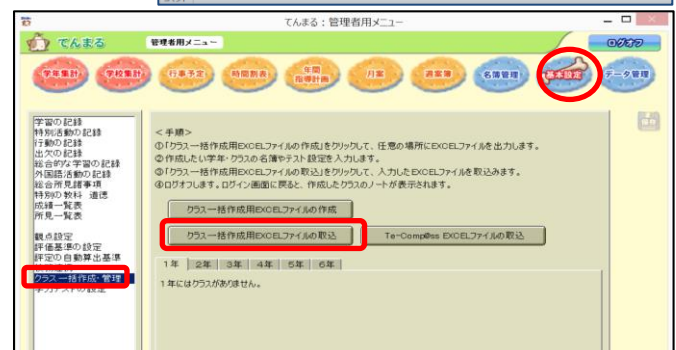 てんまる：管理者用メニュー
てんまる
管理者用メニュー
ログオフ
学年集計
学校集計
行事予定
時間割表
年間
指導計画
月案
週案簿
名簿管理
基本設定
データ管理
学習の記録
特別活動の記録
行動の記録
出欠の記録
総合的な学習の記録
外国語活動の記録
総合所見諸事項
特別の教科 道徳
成績一覧表
所見一覧表
観点設定
評価基準の設定
評定の自動算出基準
クラス一括作成・管理
学力テストの設定
＜手順＞
①「クラス一括作成用EXCELファイルの作成」をクリックして、任意の場所にEXCELファイルを出力します。
②作成したい学年・クラスの名簿やテスト設定を入力します。
③「クラス一括作成用EXCELファイルの取込」をクリックして、入力したEXCELファイルを取込みます。
④ログオフします。ログイン画面に戻ると、作成したクラスのノートが表示されます。
クラス一括作成用EXCELファイルの作成
クラス一括作成用EXCELファイルの取込
Te-Comp@ss EXCELファイルの取込
1年 2年 3年 4年 5年 6年
1年にはクラスがありません。